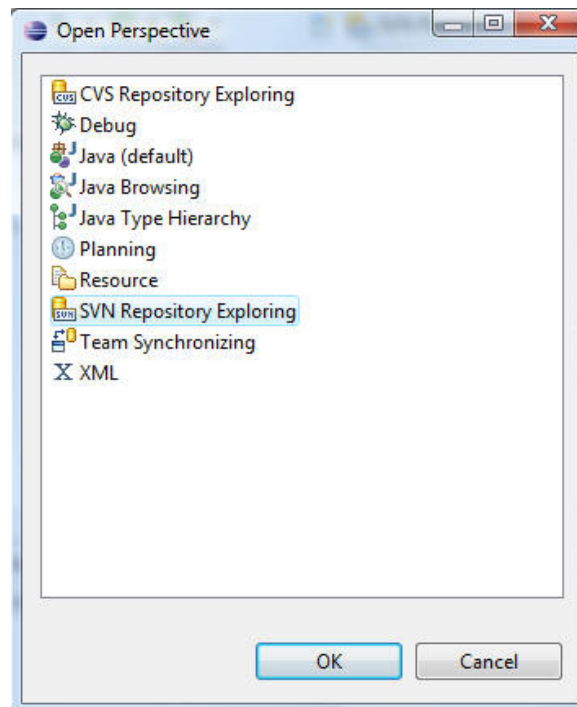 Open Perspective
CVS Repository Exploring
Debug
Java (default)
Java Browsing
Java Type Hierarchy
Planning
Resource
SVN Repository Exploring
Team Synchronizing
XML
OK
Cancel